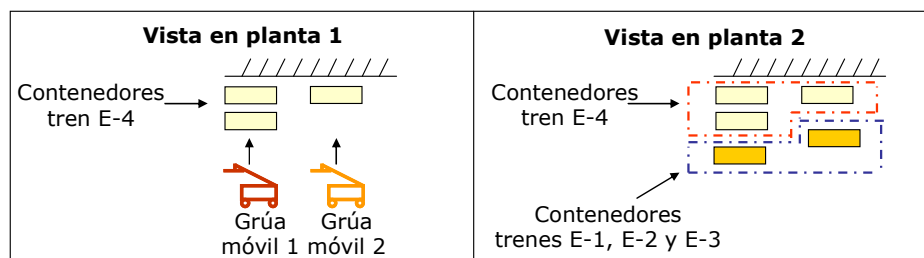 Vista en planta 1
Contenedores
tren E-4
Grúa
móvil 1
Grúa
móvil 2
Vista en planta 2
Contenedores
tren E-4
Contenedores
trenes E-1, E-2 y E-3